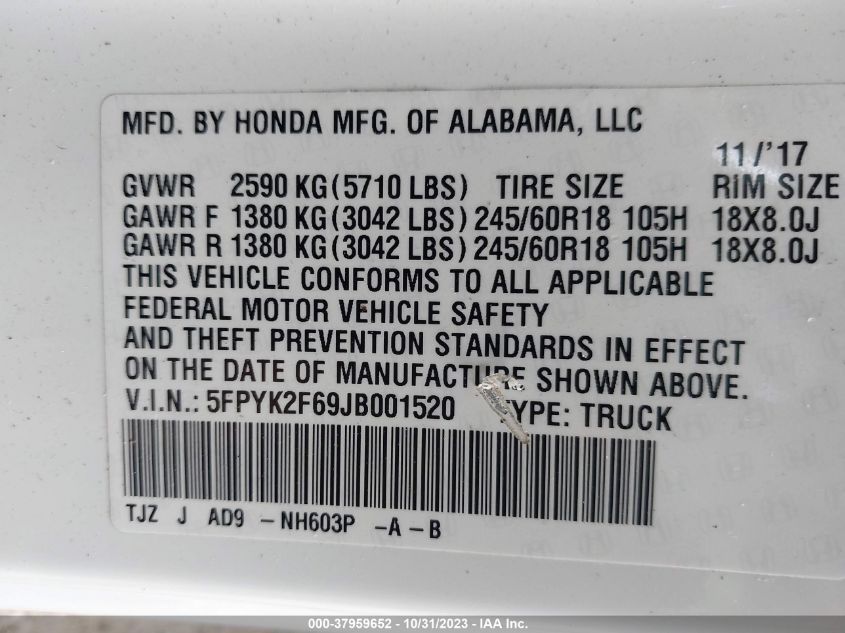 MFD. BY HONDA MFG. OF ALABAMA, LLC
11/'17
GVWR 2590 KG (5710 LBS) TIRE SIZE RIM SIZE
GAWR F 1380 KG (3042 LBS) 245/60R18 105H 18X8.0J
GAWR R 1380 KG (3042 LBS) 245/60R18 105H 18X8.0J
THIS VEHICLE CONFORMS TO ALL APPLICABLE
FEDERAL MOTOR VEHICLE SAFETY
AND THEFT PREVENTION STANDARDS IN EFFECT
ON THE DATE OF MANUFACTURE SHOWN ABOVE.
V.I.N.: 5FPYK2F69JB001520 TYPE: TRUCK
TJZ J AD9 - NH603P - A - B
000-37959652 - 10/31/2023 - IAA Inc.